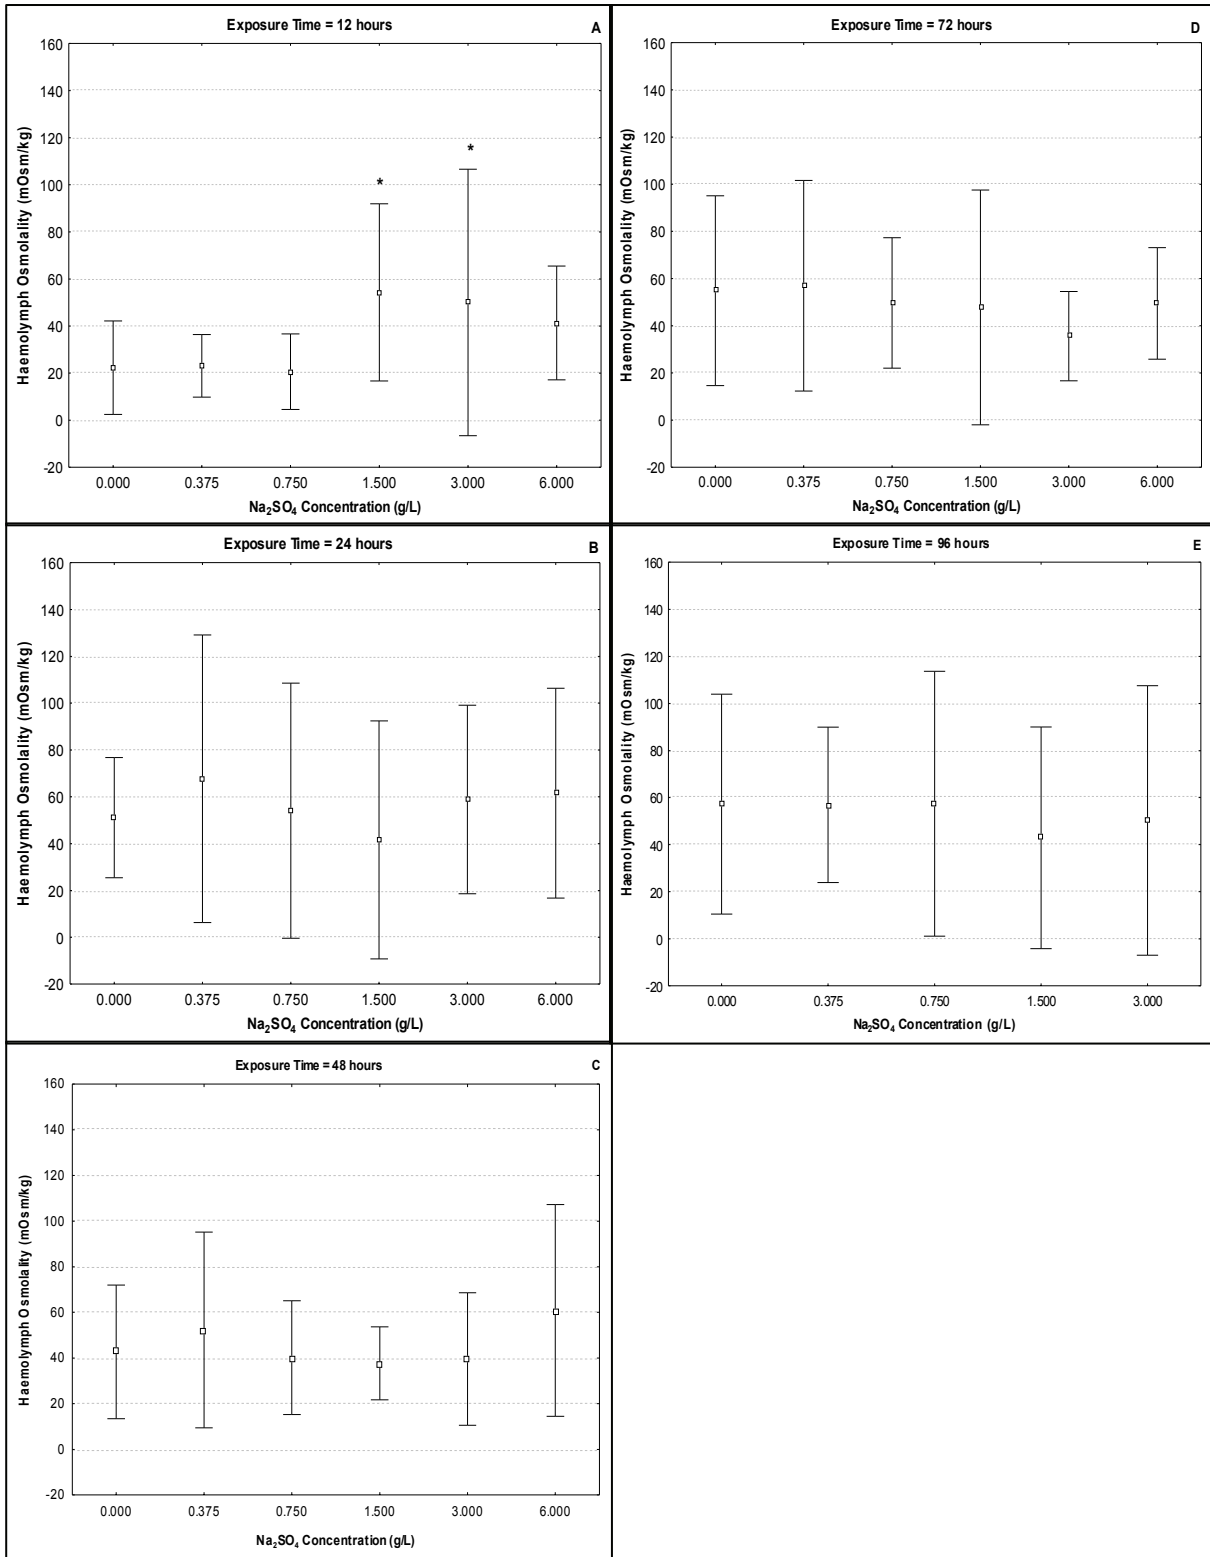 Exposure Time = 12 hours
A
160
140
120
100
80
60
40
20
0
-20
Haemolymph Osmolality (mOsm/kg)
*
*
0.000 0.375 0.750 1.500 3.000 6.000
Na₂SO₄ Concentration (g/L)
Exposure Time = 24 hours
B
160
140
120
100
80
60
40
20
0
-20
Haemolymph Osmolality (mOsm/kg)
0.000 0.375 0.750 1.500 3.000 6.000
Na₂SO₄ Concentration (g/L)
Exposure Time = 48 hours
C
160
140
120
100
80
60
40
20
0
-20
Haemolymph Osmolality (mOsm/kg)
0.000 0.375 0.750 1.500 3.000 6.000
Na₂SO₄ Concentration (g/L)
Exposure Time = 72 hours
D
160
140
120
100
80
60
40
20
0
-20
Haemolymph Osmolality (mOsm/kg)
0.000 0.375 0.750 1.500 3.000 6.000
Na₂SO₄ Concentration (g/L)
Exposure Time = 96 hours
E
160
140
120
100
80
60
40
20
0
-20
Haemolymph Osmolality (mOsm/kg)
0.000 0.375 0.750 1.500 3.000
Na₂SO₄ Concentration (g/L)